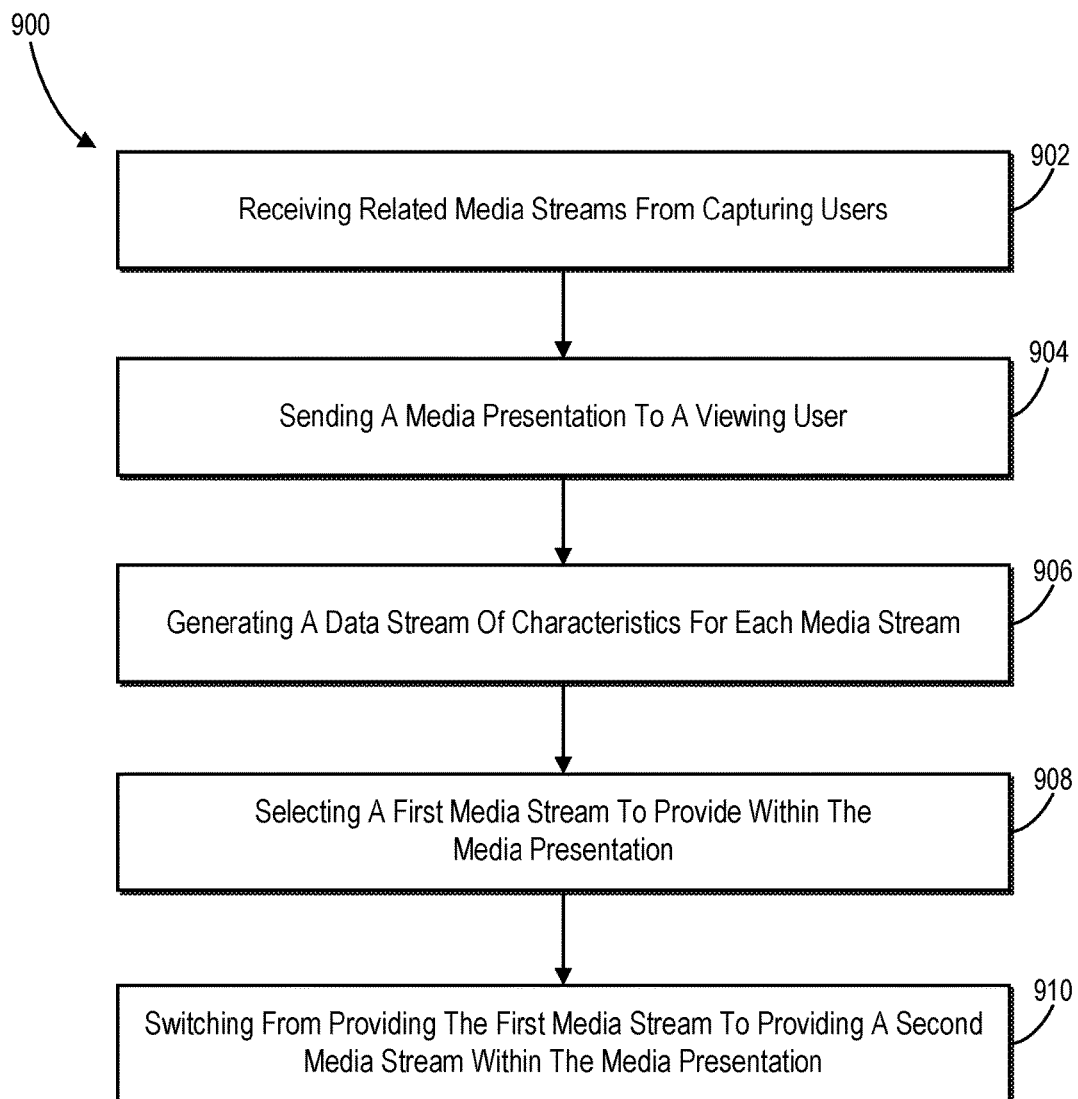 900
902
Receiving Related Media Streams From Capturing Users
904
Sending A Media Presentation To A Viewing User
906
Generating A Data Stream Of Characteristics For Each Media Stream
908
Selecting A First Media Stream To Provide Within The
Media Presentation
910
Switching From Providing The First Media Stream To Providing A Second
Media Stream Within The Media Presentation